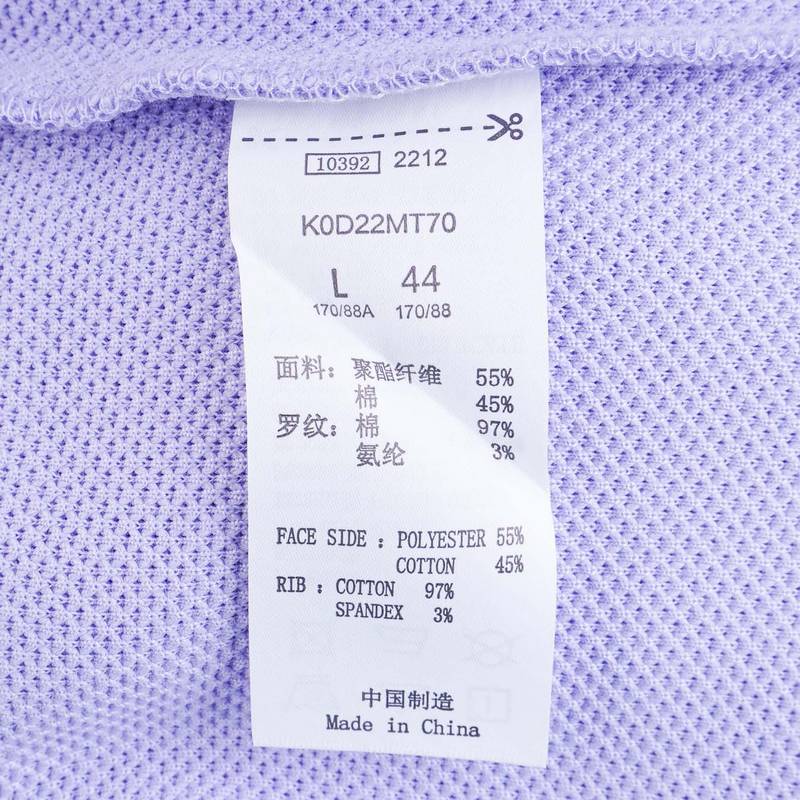 10392 2212
K0D22MT70
L 44
170/88A 170/88
面料: 聚酯纤维 55%
棉 45%
罗纹: 棉 97%
氨纶 3%
FACE SIDE : POLYESTER 55%
COTTON 45%
RIB : COTTON 97%
SPANDEX 3%
中国制造
Made in China